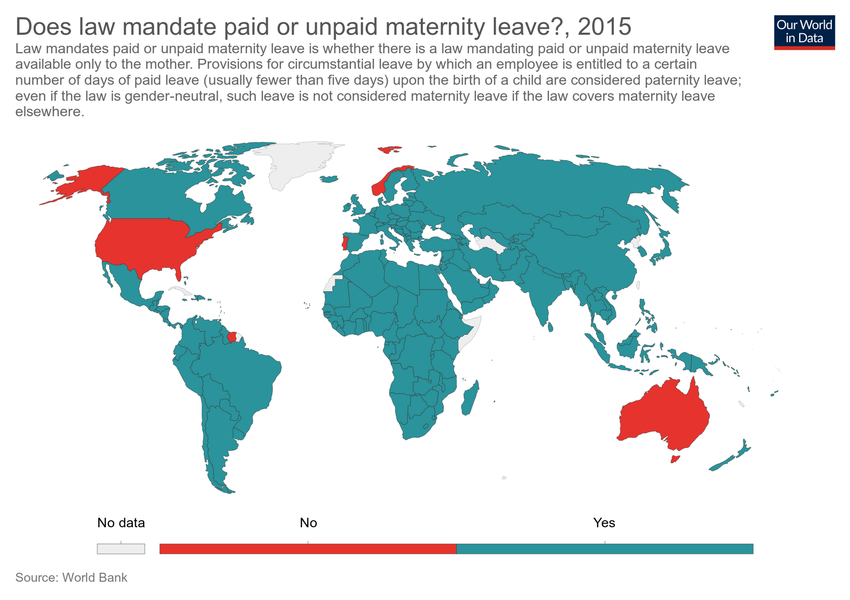 Does law mandate paid or unpaid maternity leave?, 2015
Our World
in Data
Law mandates paid or unpaid maternity leave is whether there is a law mandating paid or unpaid maternity leave
available only to the mother. Provisions for circumstantial leave by which an employee is entitled to a certain
number of days of paid leave (usually fewer than five days) upon the birth of a child are considered paternity leave;
even if the law is gender-neutral, such leave is not considered maternity leave if the law covers maternity leave
elsewhere.
No data No Yes
Source: World Bank